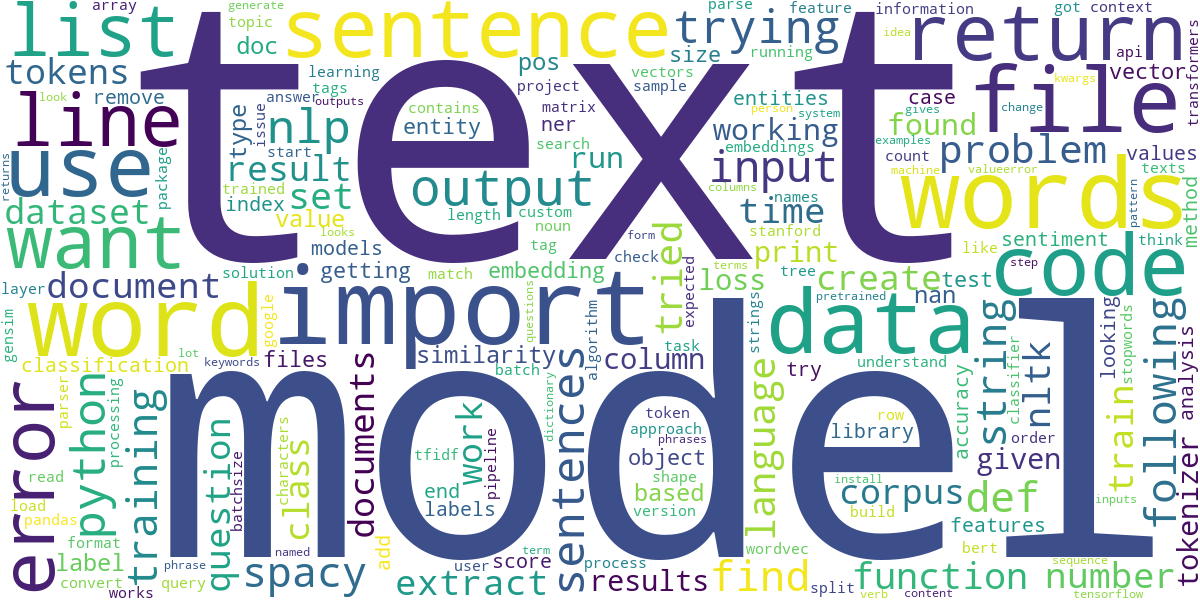 text
model
list
sentence
trying
return
file
tokens
remove
line
use
nlp
topic
array
generate
doc
learning
tags
outputs
answer
type
issue
start
result
set
trained
index
value
looks
package
returns
look
dataset
want
models
getting
document
solution
layer
pos
project
contains
entity
ner
matrix
search
run
output
length
custom
noun
tag
match
embedding
size
vectors
sample
parse
feature
running
information
got
context
idea
api
kwargs
vector
transformers
case
gives
change
entities
working
system
person
embeddings
input
columns
names
time
stanford
found
examples
count
machine
valueerror
problem
values
texts
pattern
method
words
print
like
sentiment
think
step
code
form
check
terms
tree
expected
tried
loss
create
test
nan
import
data
pretrained
strings
questions
word
google
gensim
classification
lot
keywords
files
similarity
batch
algorithm
column
task
try
understand
string
nltk
looking
stopwords
analysis
tokenizer
classifier
accuracy
row
library
order
given
train
following
error
parser
python
processing
training
question
batchsize
characters
class
documents
tfidf
work
pipeline
end
labels
dictionary
sentences
token
approach
phrases
object
shape
based
version
language
wordvec
install
corpus
build
def
features
inputs
bert
read
load
pandas
format
label
convert
works
phrase
query
named
spacy
add
extract
user
term
score
process
results
find
split
verb
content
function
number
sequence
tensorflow